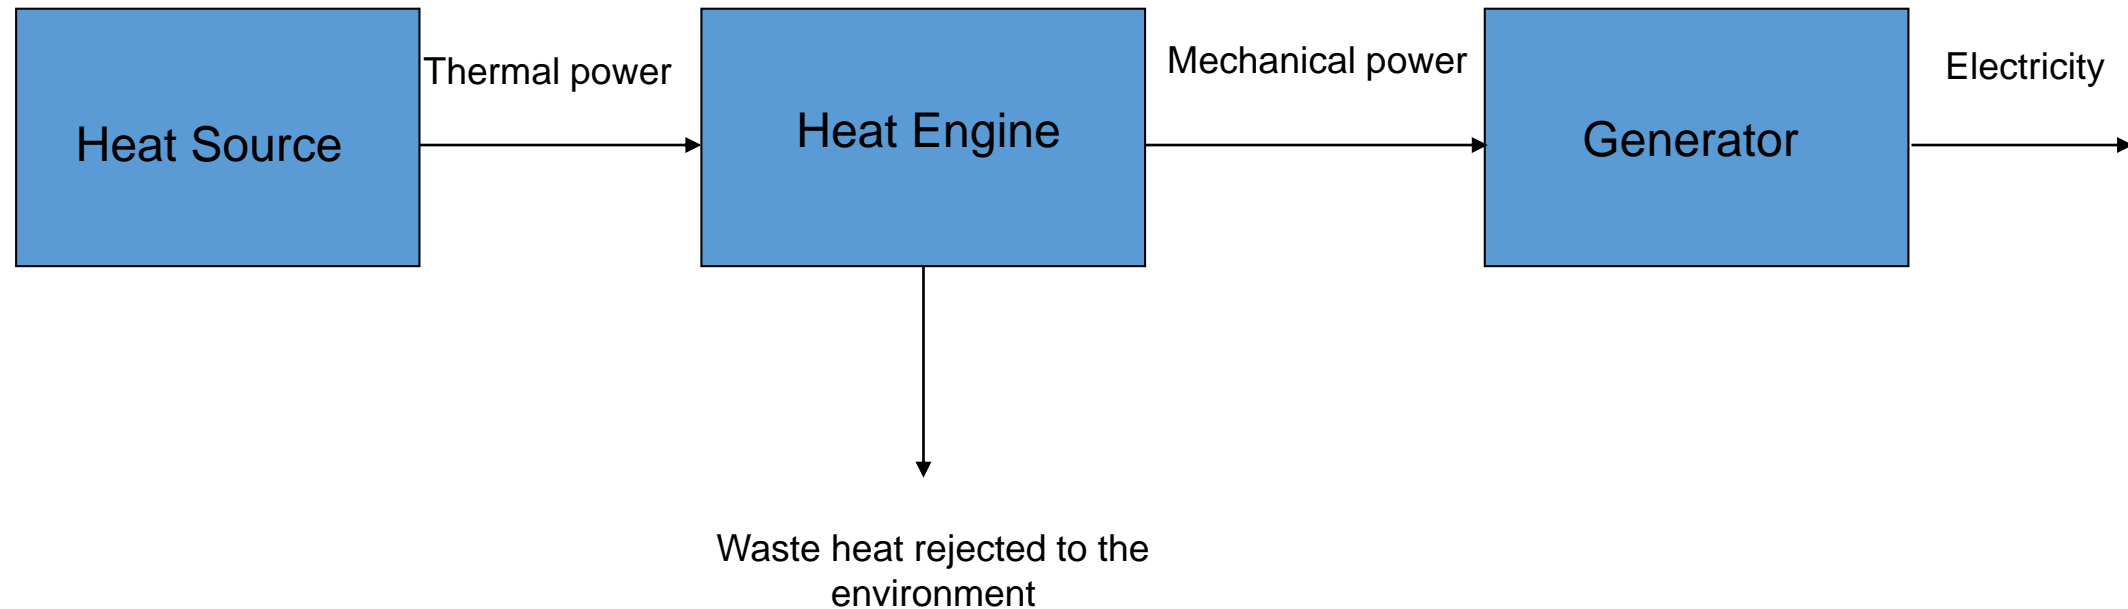 Heat Source
Thermal power
Heat Engine
Mechanical power
Generator
Electricity
Waste heat rejected to the
environment